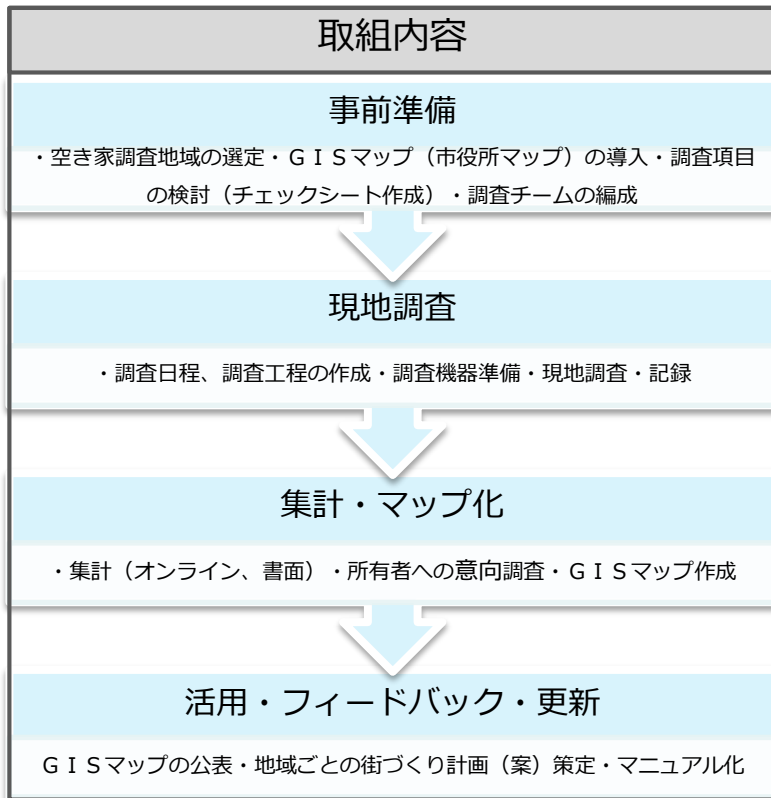 取組内容
事前準備
・空き家調査地域の選定・ＧＩＳマップ（市役所マップ）の導入・調査項目
の検討（チェックシート作成）・調査チームの編成
現地調査
・調査日程、調査工程の作成・調査機器準備・現地調査・記録
集計・マップ化
・集計（オンライン、書面）・所有者への意向調査・ＧＩＳマップ作成
活用・フィードバック・更新
ＧＩＳマップの公表・地域ごとの街づくり計画（案）策定・マニュアル化